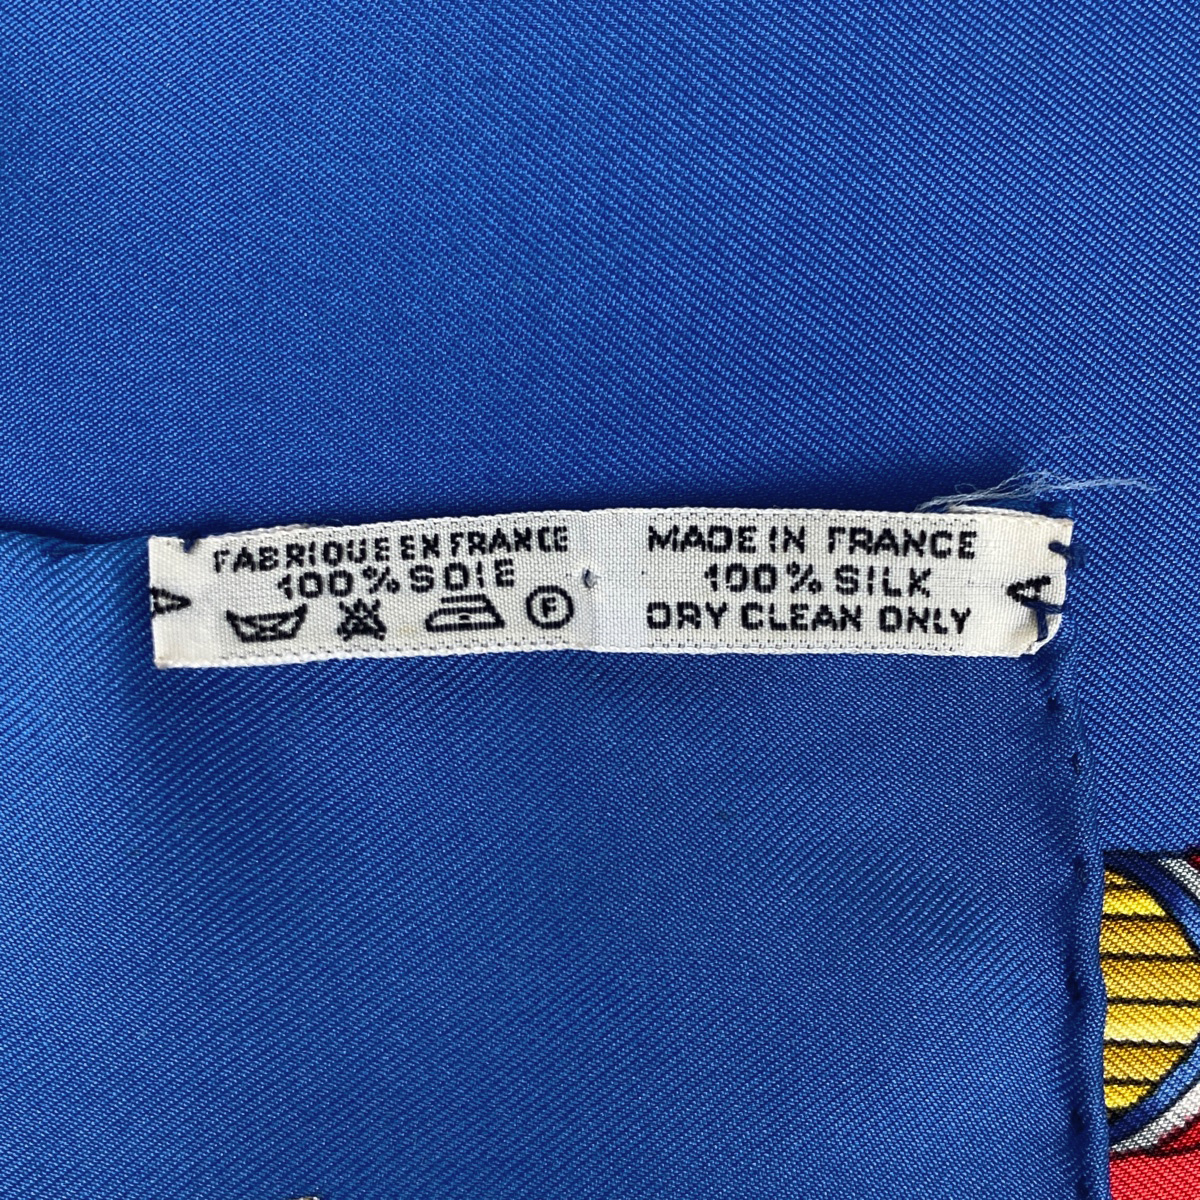 FABRIQUE EN FRANCE
100% SOIE
F
MADE IN FRANCE
100% SILK
DRY CLEAN ONLY
A
A